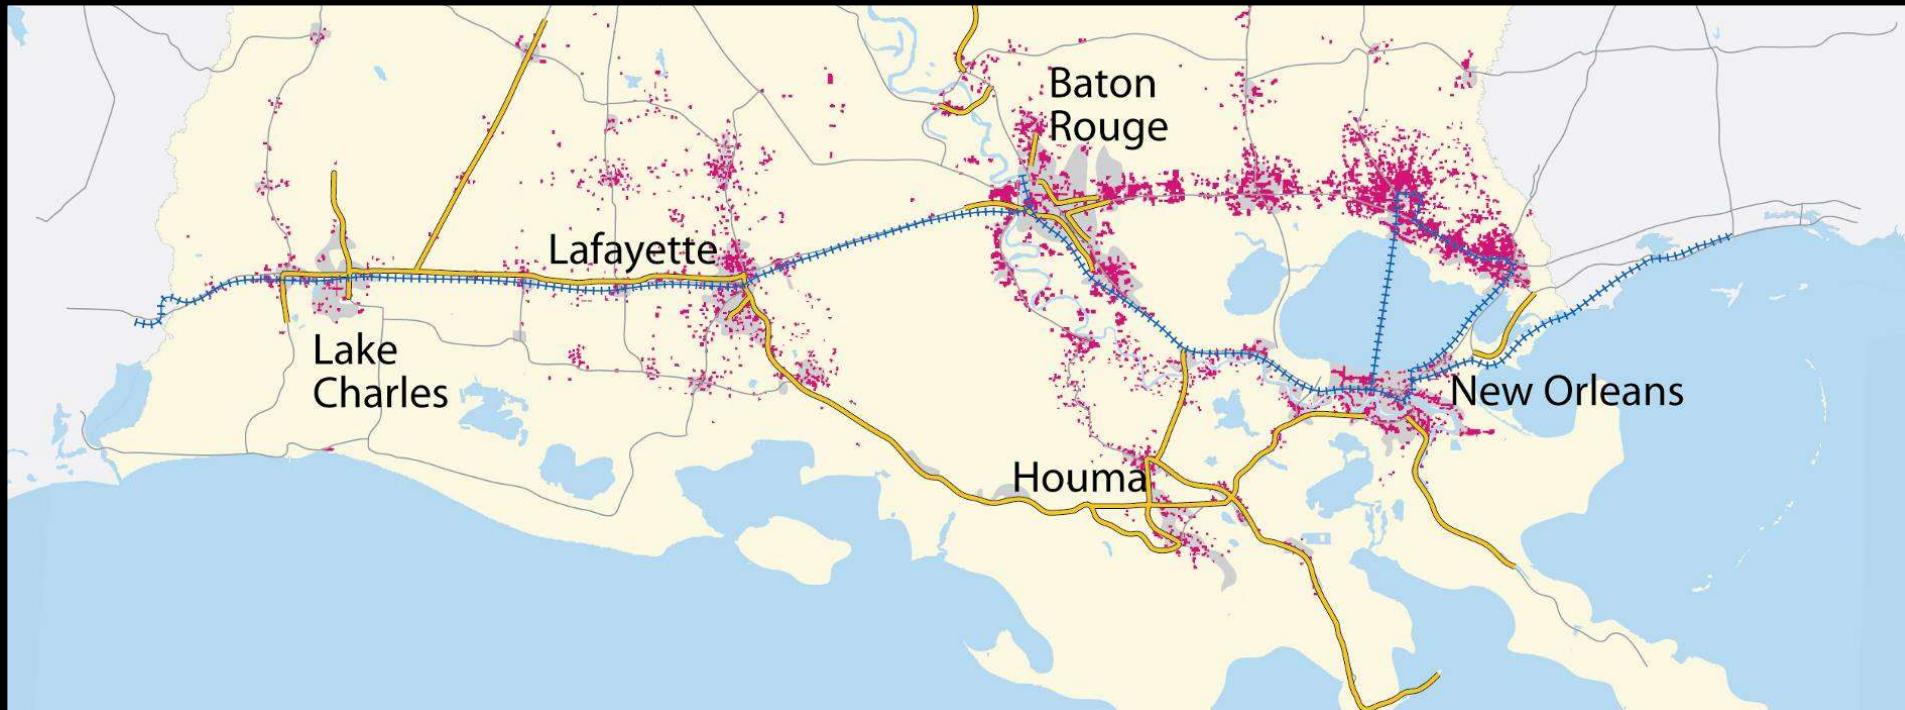 Baton
Rouge
Lafayette
Lake
Charles
New Orleans
Houma